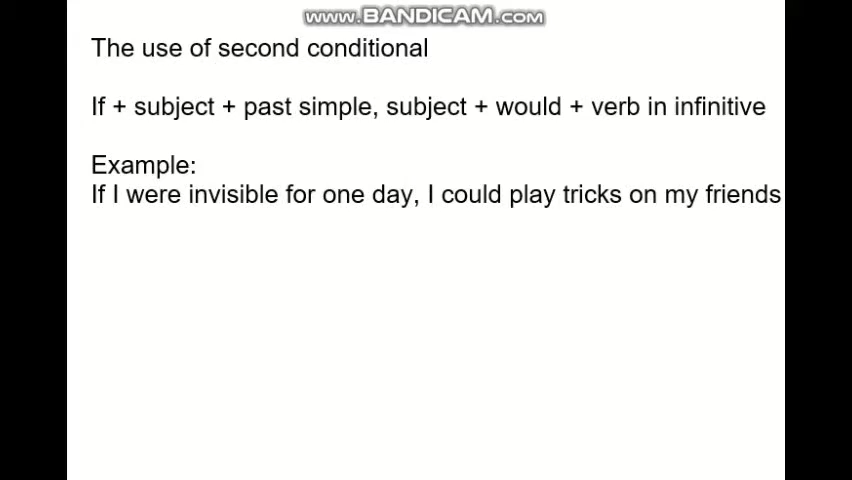 www.BANDICAM.com
The use of second conditional
If + subject + past simple, subject + would + verb in infinitive
Example:
If I were invisible for one day, I could play tricks on my friends